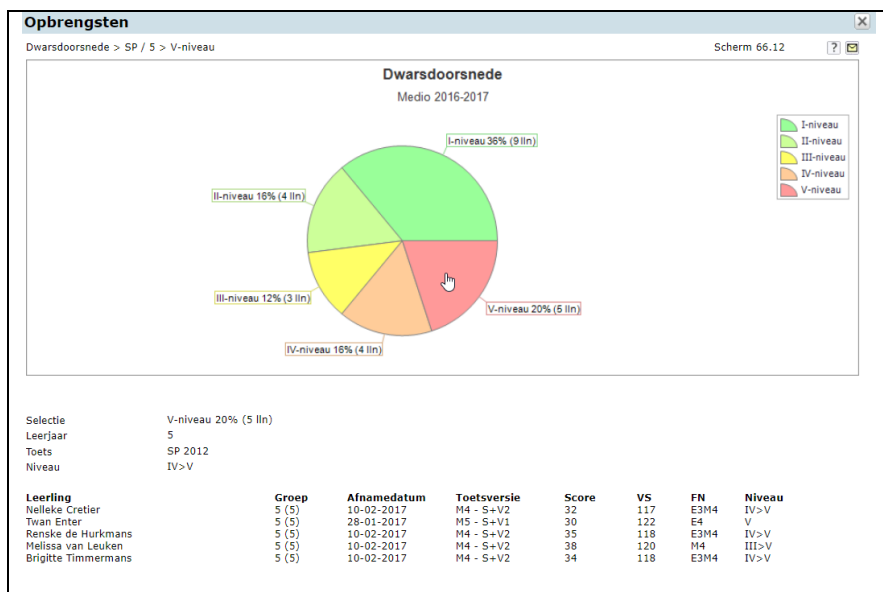 Opbrengsten
Dwarsdoorsnede > SP / 5 > V-niveau Scherm 66.12 ?
Dwarsdoorsnede
Medio 2016-2017
I-niveau
II-niveau
III-niveau
IV-niveau
V-niveau
I-niveau 36% (9 lln)
II-niveau 16% (4 lln)
III-niveau 12% (3 lln)
V-niveau 20% (5 lln)
IV-niveau 16% (4 lln)
Selectie V-niveau 20% (5 lln)
Leerjaar 5
Toets SP 2012
Niveau IV>V
Leerling Groep Afnamedatum Toetsversie Score VS FN Niveau
Nelleke Cretier 5 (5) 10-02-2017 M4 - S+V2 32 117 E3M4 IV>V
Twan Enter 5 (5) 28-01-2017 M5 - S+V1 30 122 E4 V
Renske de Hurkmans 5 (5) 10-02-2017 M4 - S+V2 35 118 E3M4 IV>V
Melissa van Leuken 5 (5) 10-02-2017 M4 - S+V2 38 120 M4 III>V
Brigitte Timmermans 5 (5) 10-02-2017 M4 - S+V2 34 118 E3M4 IV>V